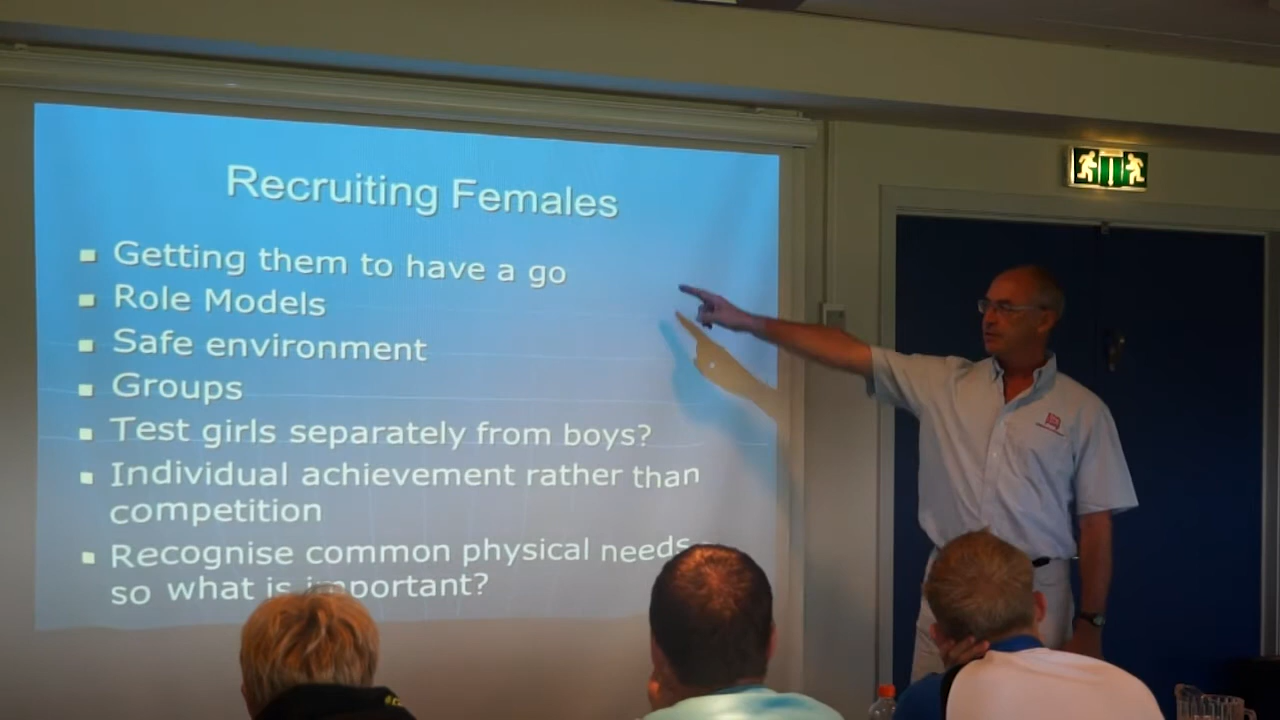 Recruiting Females
Getting them to have a go
Role Models
Safe environment
Groups
Test girls separately from boys?
Individual achievement rather than
competition
Recognise common physical needs
so what is important?